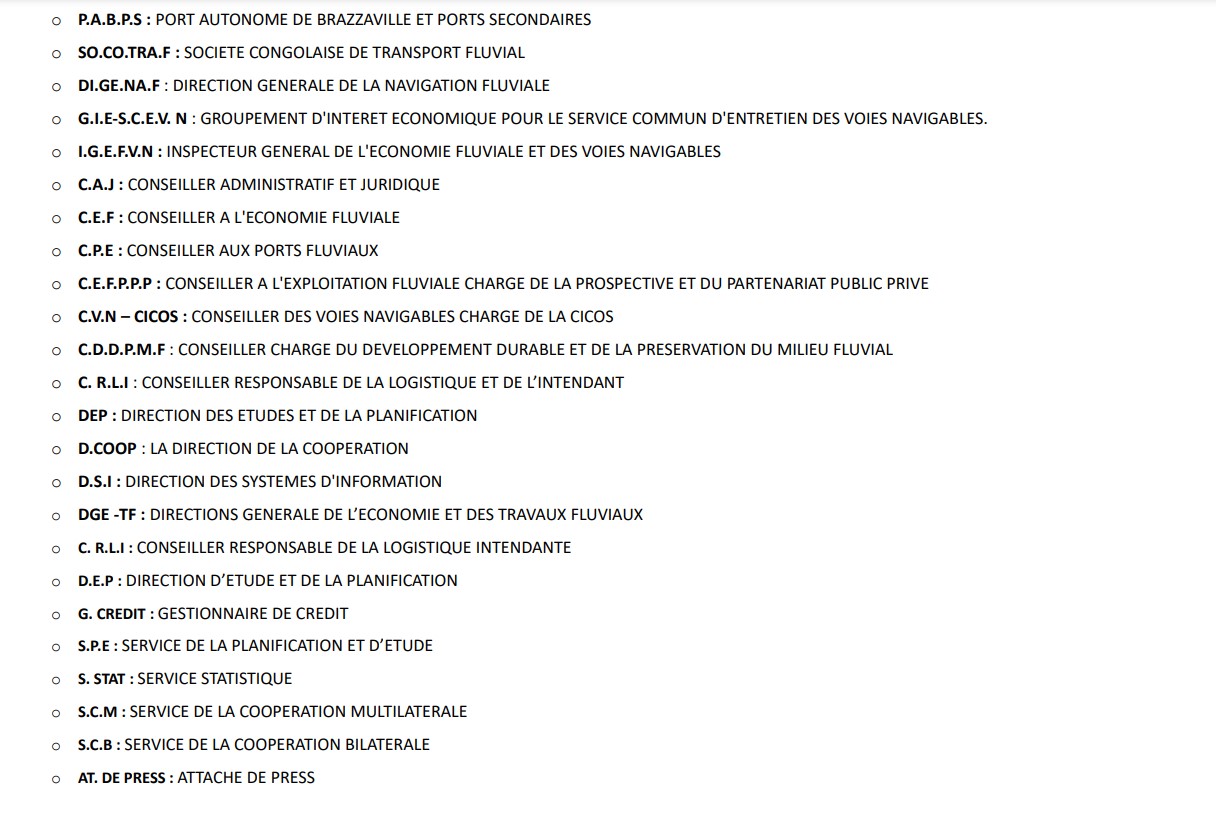 o P.A.B.P.S : PORT AUTONOME DE BRAZZAVILLE ET PORTS SECONDAIRES
o SO.CO.TRA.F : SOCIETE CONGOLAISE DE TRANSPORT FLUVIAL
o DI.GE.NA.F : DIRECTION GENERALE DE LA NAVIGATION FLUVIALE
o G.I.E-S.C.E.V. N : GROUPEMENT D'INTERET ECONOMIQUE POUR LE SERVICE COMMUN D'ENTRETIEN DES VOIES NAVIGABLES.
o I.G.E.F.V.N : INSPECTEUR GENERAL DE L'ECONOMIE FLUVIALE ET DES VOIES NAVIGABLES
o C.A.J : CONSEILLER ADMINISTRATIF ET JURIDIQUE
o C.E.F : CONSEILLER A L'ECONOMIE FLUVIALE
o C.P.E : CONSEILLER AUX PORTS FLUVIAUX
o C.E.F.P.P.P : CONSEILLER A L'EXPLOITATION FLUVIALE CHARGE DE LA PROSPECTIVE ET DU PARTENARIAT PUBLIC PRIVE
o C.V.N – CICOS : CONSEILLER DES VOIES NAVIGABLES CHARGE DE LA CICOS
o C.D.D.P.M.F : CONSEILLER CHARGE DU DEVELOPPEMENT DURABLE ET DE LA PRESERVATION DU MILIEU FLUVIAL
o C. R.L.I : CONSEILLER RESPONSABLE DE LA LOGISTIQUE ET DE L’INTENDANT
o DEP : DIRECTION DES ETUDES ET DE LA PLANIFICATION
o D.COOP : LA DIRECTION DE LA COOPERATION
o D.S.I : DIRECTION DES SYSTEMES D'INFORMATION
o DGE -TF : DIRECTIONS GENERALE DE L’ECONOMIE ET DES TRAVAUX FLUVIAUX
o C. R.L.I : CONSEILLER RESPONSABLE DE LA LOGISTIQUE INTENDANTE
o D.E.P : DIRECTION D’ETUDE ET DE LA PLANIFICATION
o G. CREDIT : GESTIONNAIRE DE CREDIT
o S.P.E : SERVICE DE LA PLANIFICATION ET D’ETUDE
o S. STAT : SERVICE STATISTIQUE
o S.C.M : SERVICE DE LA COOPERATION MULTILATERALE
o S.C.B : SERVICE DE LA COOPERATION BILATERALE
o AT. DE PRESS : ATTACHE DE PRESS